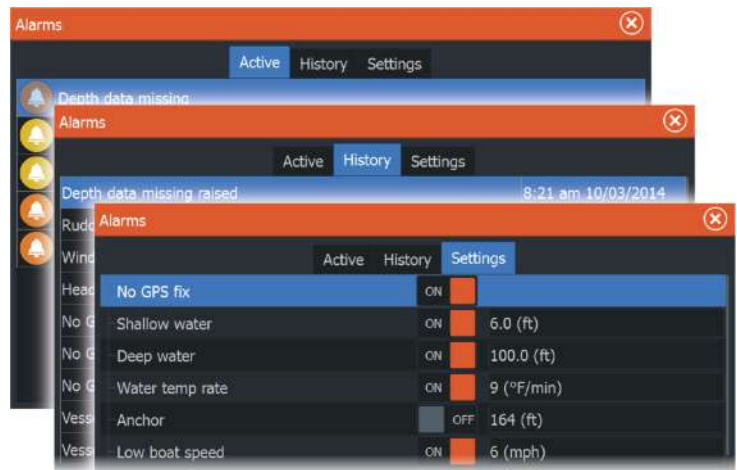 Alarms
Active History Settings
Depth data missing
Alarms
Active History Settings
Depth data missing raised 8:21 am 10/03/2014
Alarms
Active History Settings
No GPS fix ON
Shallow water ON 6.0 (ft)
Deep water ON 100.0 (ft)
Water temp rate ON 9 (°F/min)
Anchor OFF 164 (ft)
Low boat speed ON 6 (mph)